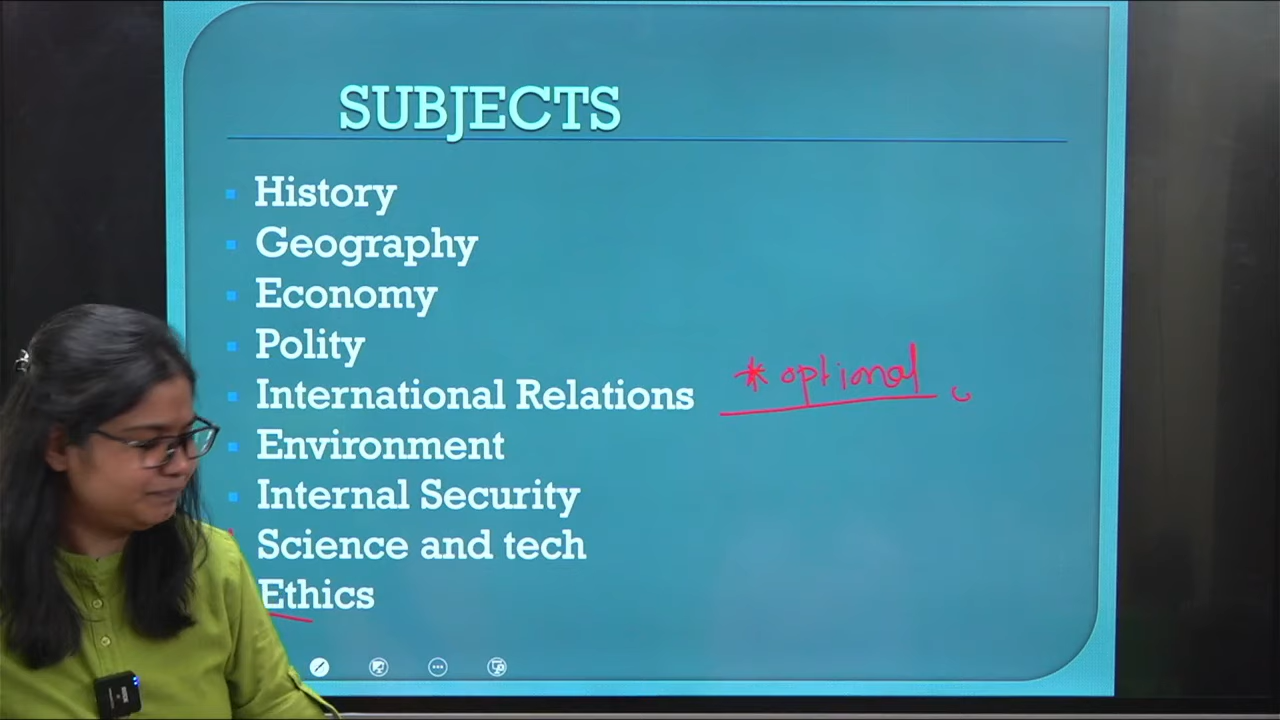 SUBJECTS
History
Geography
Economy
Polity
International Relations
* optional
Environment
Internal Security
Science and tech
Ethics